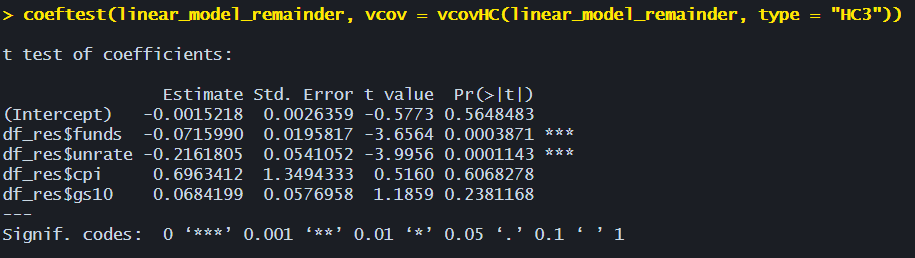 > coeftest(linear_model_remainder, vcov = vcovHC(linear_model_remainder, type = "HC3"))

t test of coefficients:

                Estimate Std. Error t value  Pr(>|t|)
(Intercept)   -0.0015218  0.0026359 -0.5773 0.5648483
df_res$funds  -0.0715990  0.0195817 -3.6564 0.0003871 ***
df_res$unrate -0.2161805  0.0541052 -3.9956 0.0001143 ***
df_res$cpi     0.6963412  1.3494333  0.5160 0.6068278
df_res$gs10    0.0684199  0.0576958  1.1859 0.2381168
---
Signif. codes:  0 ‘***’ 0.001 ‘**’ 0.01 ‘*’ 0.05 ‘.’ 0.1 ‘ ’ 1